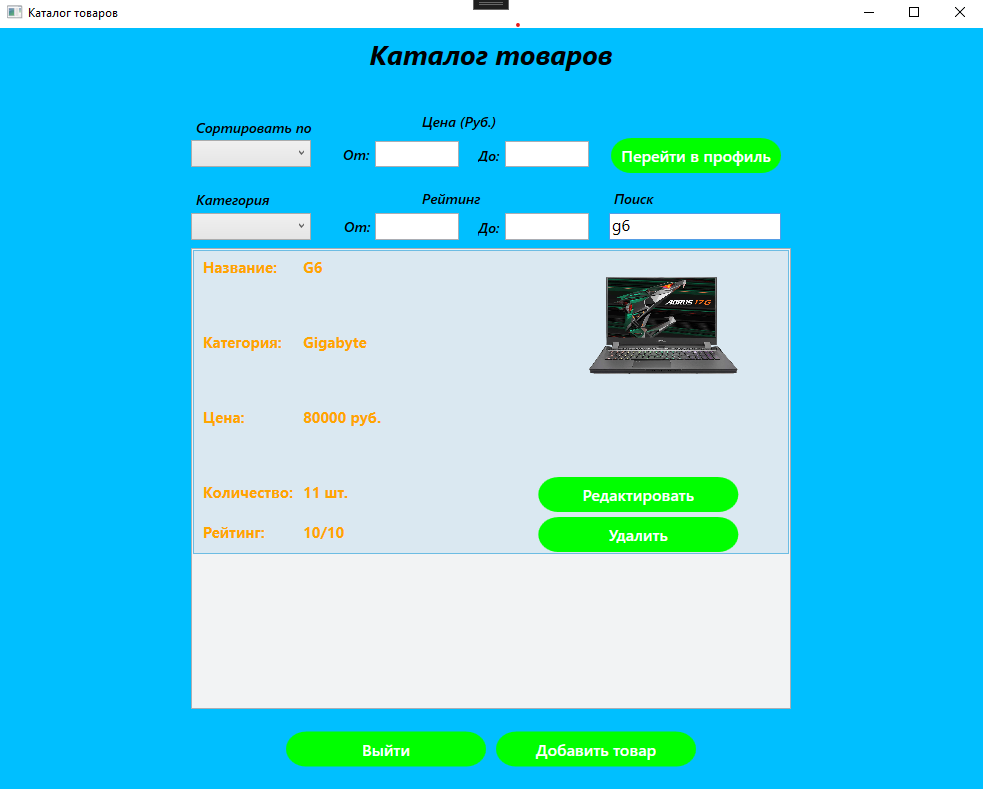 Каталог товаров
Каталог товаров
Сортировать по
Цена (Руб.)
От:
До:
Перейти в профиль
Категория
Рейтинг
Поиск
От:
До:
g6
Название: G6
AORUS 17 G
Категория: Gigabyte
Цена: 80000 руб.
Количество: 11 шт.
Редактировать
Рейтинг: 10/10
Удалить
Выйти
Добавить товар